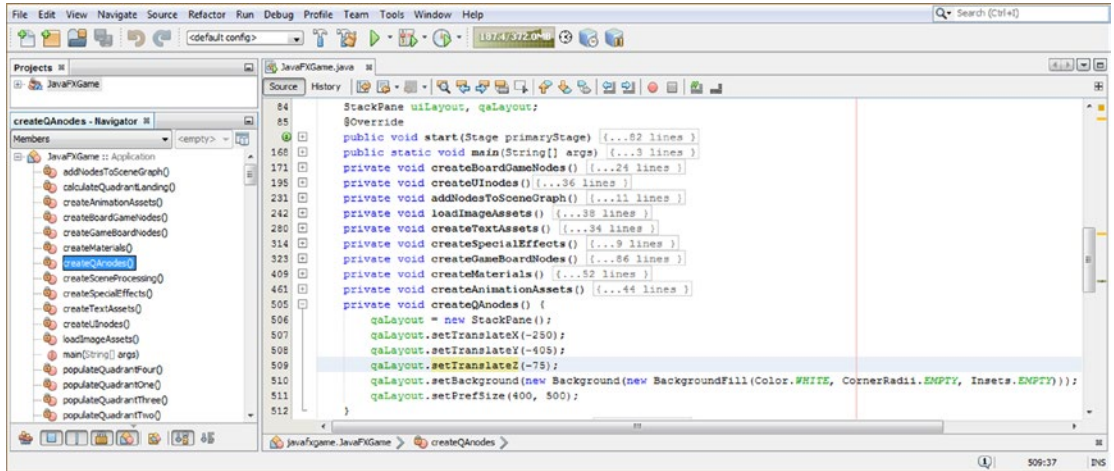 File Edit View Navigate Source Refactor Run Debug Profile Team Tools Window Help
Search (Ctrl+I)
<default config>
Projects
JavaFXGame
createQAnodes - Navigator
Members
<empty>
JavaFXGame :: Application
addNodesToSceneGraph()
calculateQuadrantLanding()
createAnimationAssets()
createBoardGameNodes()
createGameBoardNodes()
createMaterials()
createQAnodes()
createSceneProcessing()
createSpecialEffects()
createTextAssets()
createUInodes()
loadImageAssets()
main(String[] args)
populateQuadrantFour()
populateQuadrantOne()
populateQuadrantThree()
populateQuadrantTwo()
JavaFXGame.java
Source History
84 StackPane uiLayout, qaLayout;
85 @Override
public void start(Stage primaryStage) {...82 lines }
168 public static void main(String[] args) {...3 lines }
171 private void createBoardGameNodes() {...24 lines }
195 private void createUInodes() {...36 lines }
231 private void addNodesToSceneGraph() {...11 lines }
242 private void loadImageAssets() {...38 lines }
280 private void createTextAssets() {...34 lines }
314 private void createSpecialEffects() {...9 lines }
323 private void createGameBoardNodes() {...86 lines }
409 private void createMaterials() {...52 lines }
461 private void createAnimationAssets() {...44 lines }
505 private void createQAnodes() {
506 qaLayout = new StackPane();
507 qaLayout.setTranslateX(-250);
508 qaLayout.setTranslateY(-405);
509 qaLayout.setTranslateZ(-75);
510 qaLayout.setBackground(new Background(new BackgroundFill(Color.WHITE, CornerRadii.EMPTY, Insets.EMPTY)));
511 qaLayout.setPrefSize(400, 500);
512 }
javafxgame.JavaFXGame
createQAnodes
509:37
INS